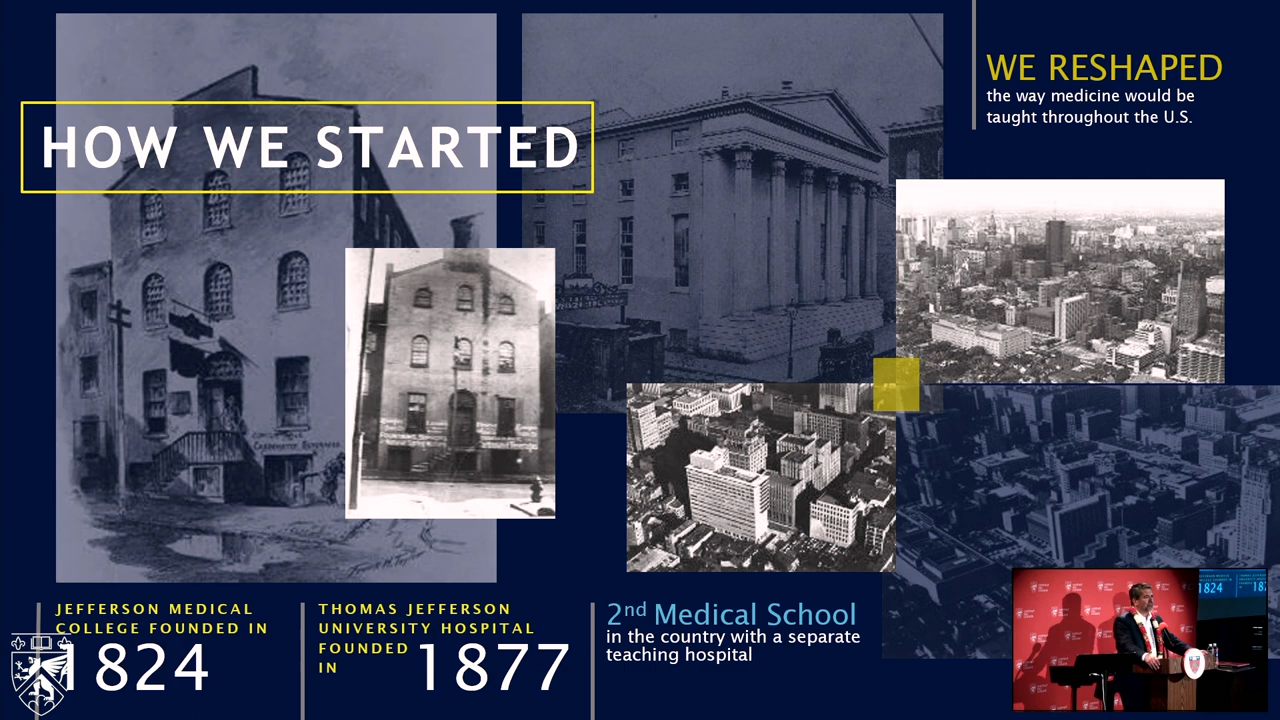 HOW WE STARTED
WE RESHAPED
the way medicine would be
taught throughout the U.S.
JEFFERSON MEDICAL
COLLEGE FOUNDED IN
1824
THOMAS JEFFERSON
UNIVERSITY HOSPITAL
FOUNDED
IN
1877
2nd Medical School
in the country with a separate
teaching hospital